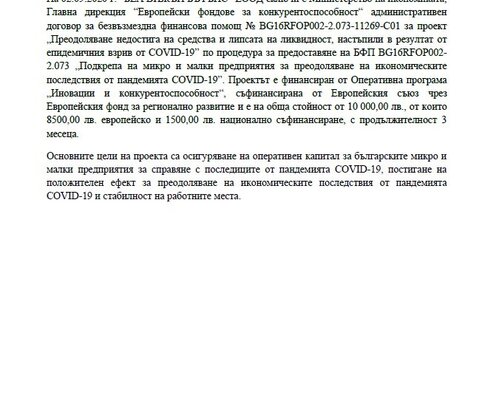 Главна дирекция “Европейски фондове за конкурентоспособност“ административен
договор за безвъзмездна финансова помощ № BG16RFOP002-2.073-11269-C01 за проект
„Преодоляване недостига на средства и липсата на ликвидност, настъпили в резултат от
епидемичния взрив от COVID-19” по процедура за предоставяне на БФП BG16RFOP002-
2.073 „Подкрепа на микро и малки предприятия за преодоляване на икономическите
последствия от пандемията COVID-19”. Проектът е финансиран от Оперативна програма
„Иновации и конкурентоспособност“, съфинансирана от Европейския съюз чрез
Европейския фонд за регионално развитие и е на обща стойност от 10 000,00 лв., от които
8500,00 лв. европейско и 1500,00 лв. национално съфинансиране, с продължителност 3
месеца.
Основните цели на проекта са осигуряване на оперативен капитал за българските микро и
малки предприятия за справяне с последиците от пандемията COVID-19, постигане на
положителен ефект за преодоляване на икономическите последствия от пандемията
COVID-19 и стабилност на работните места.